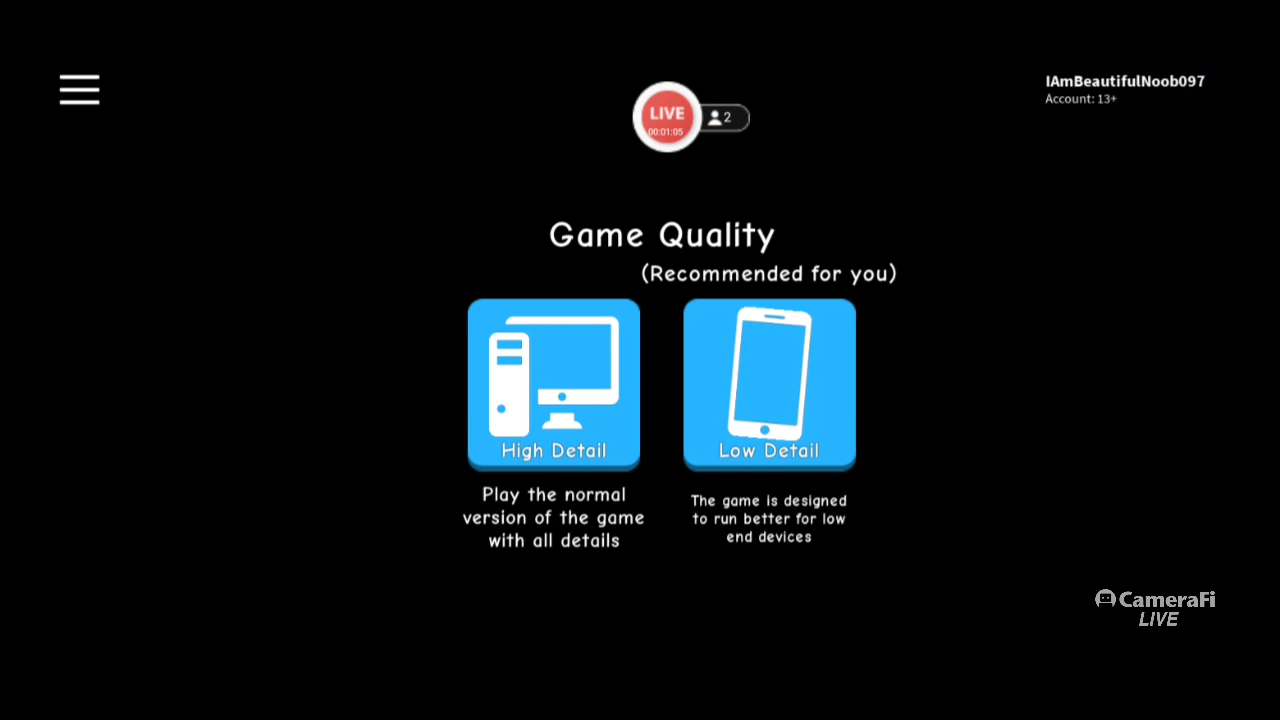 IAmBeautifulNoob097
Account: 13+
LIVE
00:01:05
2
Game Quality
(Recommended for you)
High Detail
Low Detail
Play the normal
version of the game
with all details
The game is designed
to run better for low
end devices
CameraFi
LIVE